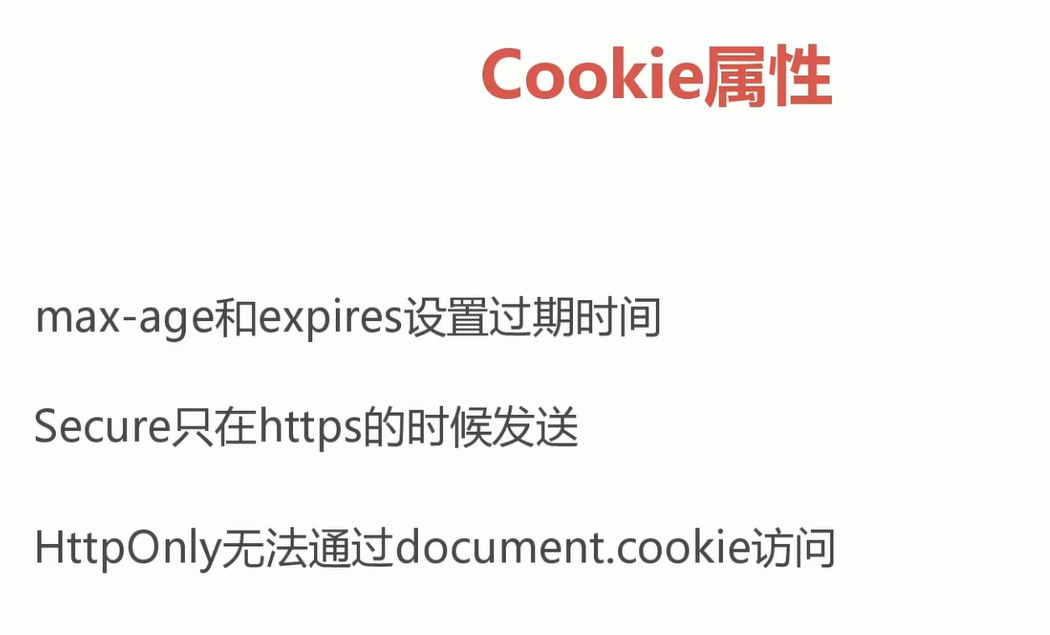 Cookie属性
max-age和expires设置过期时间
Secure只在https的时候发送
HttpOnly无法通过document.cookie访问